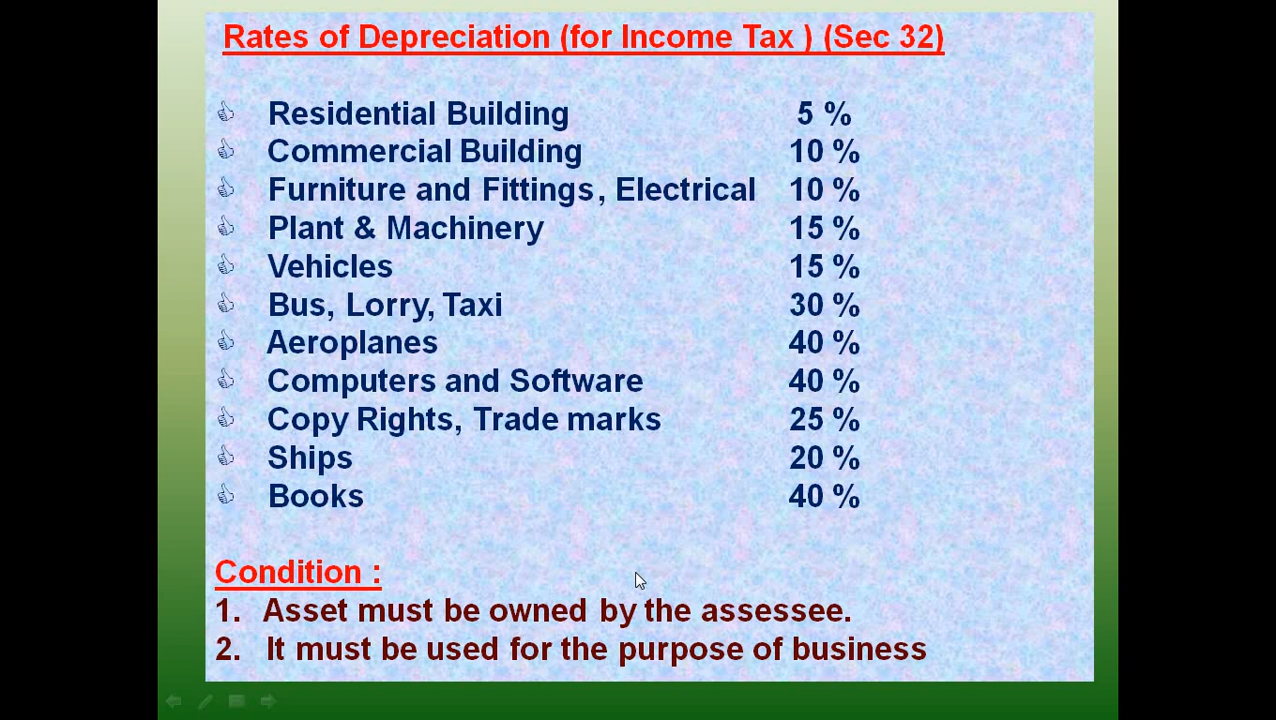 Rates of Depreciation (for Income Tax ) (Sec 32)
Residential Building 5 %
Commercial Building 10 %
Furniture and Fittings, Electrical 10 %
Plant & Machinery 15 %
Vehicles 15 %
Bus, Lorry, Taxi 30 %
Aeroplanes 40 %
Computers and Software 40 %
Copy Rights, Trade marks 25 %
Ships 20 %
Books 40 %
Condition :
1. Asset must be owned by the assessee.
2. It must be used for the purpose of business